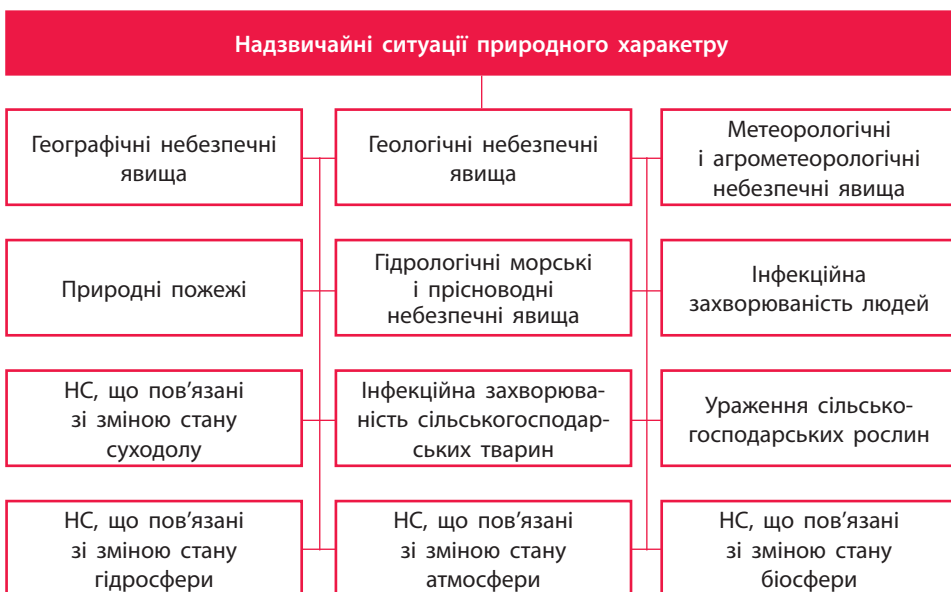 Надзвичайні ситуації природного харакетру
Географічні небезпечні
явища
Геологічні небезпечні
явища
Метеорологічні
і агрометеорологічні
небезпечні явища
Природні пожежі
Гідрологічні морські
і прісноводні
небезпечні явища
Інфекційна
захворюваність людей
НС, що пов’язані
зі зміною стану
суходолу
Інфекційна захворюва-
ність сільськогосподар-
ських тварин
Ураження сільсько-
господарських рослин
НС, що пов’язані
зі зміною стану
гідросфери
НС, що пов’язані
зі зміною стану
атмосфери
НС, що пов’язані
зі зміною стану
біосфери